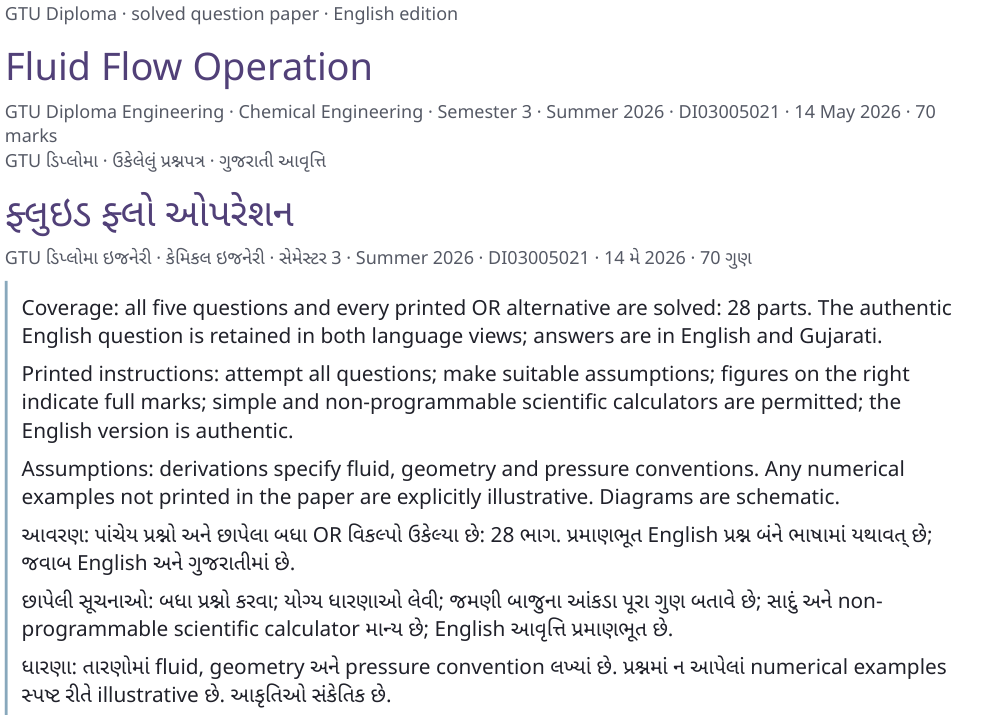 GTU Diploma · solved question paper · English edition
Fluid Flow Operation
GTU Diploma Engineering · Chemical Engineering · Semester 3 · Summer 2026 · DI03005021 · 14 May 2026 · 70
marks
GTU ડિપ્લોમા · ઉકેલેલું પ્રશ્નપત્ર · ગુજરાતી આવૃત્તિ
ફ્લુઇડ ફ્લો ઓપરેશન
GTU ડિપ્લોમા ઇજનેરી · કેમિકલ ઇજનેરી · સેમેસ્ટર 3 · Summer 2026 · DI03005021 · 14 મે 2026 · 70 ગુણ
Coverage: all five questions and every printed OR alternative are solved: 28 parts. The authentic
English question is retained in both language views; answers are in English and Gujarati.
Printed instructions: attempt all questions; make suitable assumptions; figures on the right
indicate full marks; simple and non-programmable scientific calculators are permitted; the
English version is authentic.
Assumptions: derivations specify fluid, geometry and pressure conventions. Any numerical
examples not printed in the paper are explicitly illustrative. Diagrams are schematic.
આવરણ: પાંચેય પ્રશ્નો અને છાપેલા બધા OR વિકલ્પો ઉકેલ્યા છે: 28 ભાગ. પ્રમાણભૂત English પ્રશ્ન બંને ભાષામાં યથાવત્ છે;
જવાબ English અને ગુજરાતીમાં છે.
છાપેલી સૂચનાઓ: બધા પ્રશ્નો કરવા; યોગ્ય ધારણાઓ લેવી; જમણી બાજુના આંકડા પૂરા ગુણ બતાવે છે; સાદું અને non-
programmable scientific calculator માન્ય છે; English આવૃત્તિ પ્રમાણભૂત છે.
ધારણા: તારણોમાં fluid, geometry અને pressure convention લખ્યાં છે. પ્રશ્નમાં ન આપેલાં numerical examples
સ્પષ્ટ રીતે illustrative છે. આકૃતિઓ સંકેતિક છે.